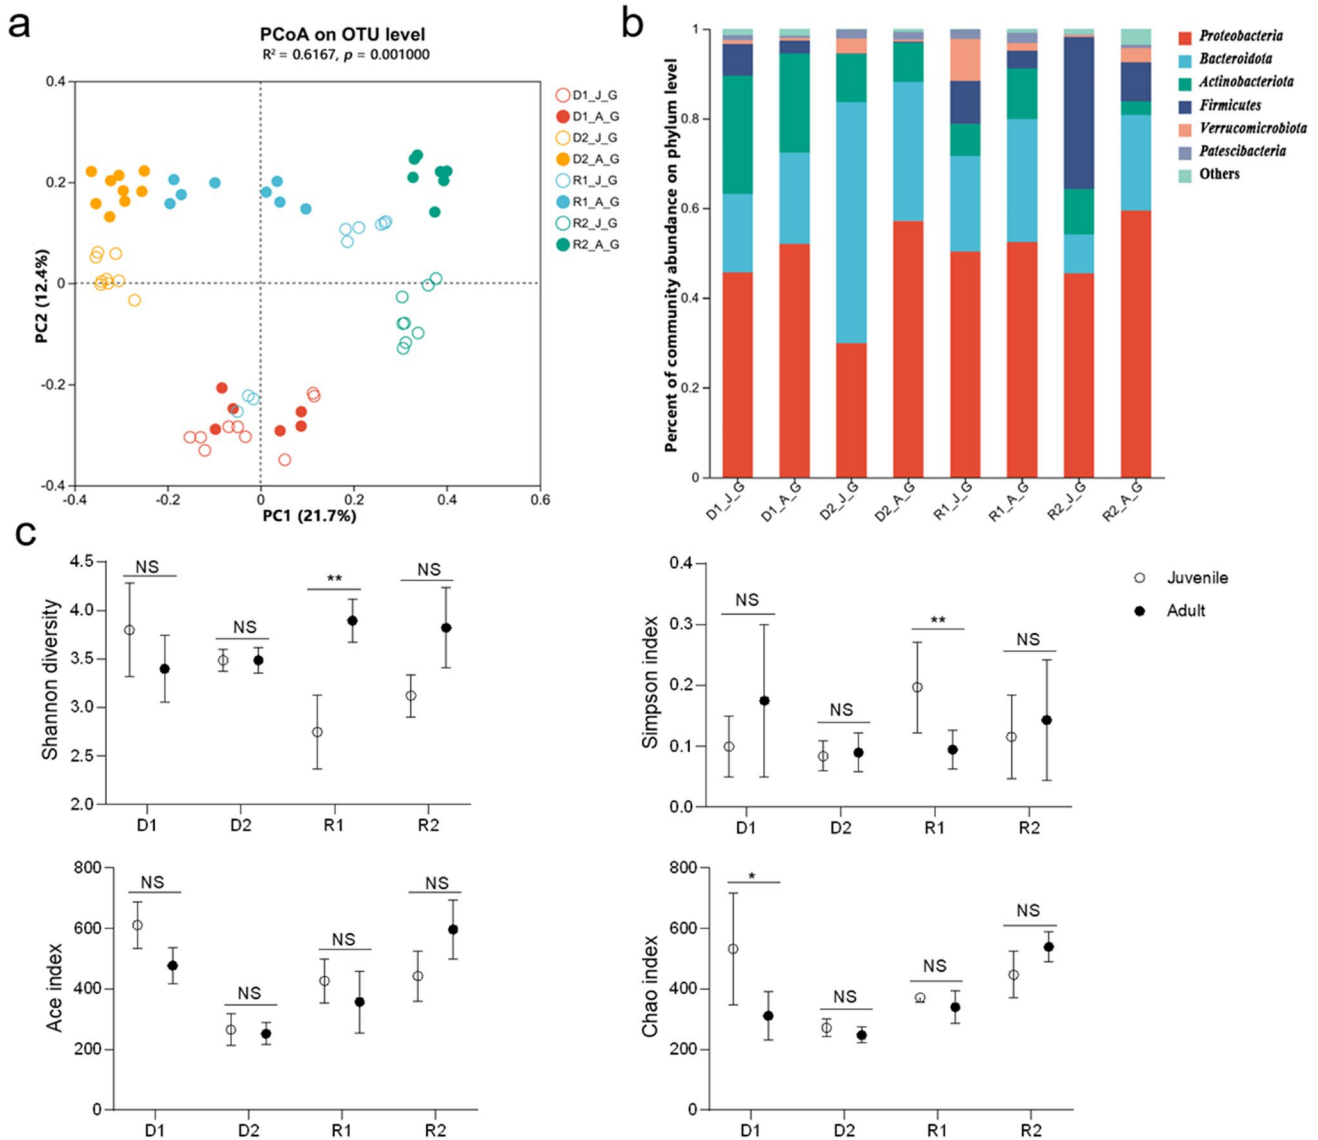 a
PCoA on OTU level
R² = 0.6167, p = 0.001000
PC2 (12.4%)
0.4
0.2
0
-0.2
-0.4
-0.4 -0.2 0 0.2 0.4 0.6
PC1 (21.7%)
D1_J_G
D1_A_G
D2_J_G
D2_A_G
R1_J_G
R1_A_G
R2_J_G
R2_A_G
b
Percent of community abundance on phylum level
1
0.8
0.6
0.4
0.2
0
D1_J_G D1_A_G D2_J_G D2_A_G R1_J_G R1_A_G R2_J_G R2_A_G
Proteobacteria
Bacteroidota
Actinobacteriota
Firmicutes
Verrucomicrobiota
Patescibacteria
Others
c
Shannon diversity
4.5
4.0
3.5
3.0
2.5
2.0
NS NS ** NS
D1 D2 R1 R2
Simpson index
0.4
0.3
0.2
0.1
0.0
NS NS ** NS
D1 D2 R1 R2
Juvenile
Adult
Ace index
800
600
400
200
0
NS NS NS NS
D1 D2 R1 R2
Chao index
800
600
400
200
0
* NS NS NS
D1 D2 R1 R2